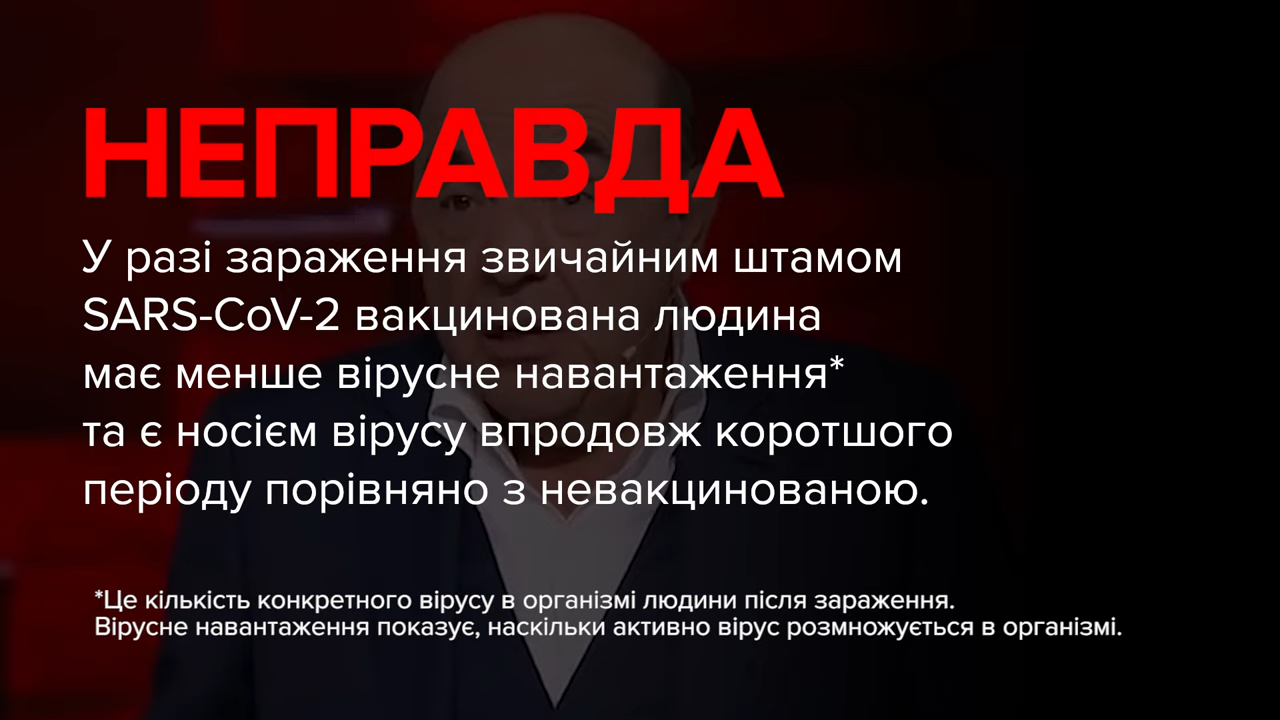 НЕПРАВДА
У разі зараження звичайним штамом
SARS-CoV-2 вакцинована людина
має менше вірусне навантаження*
та є носієм вірусу впродовж коротшого
періоду порівняно з невакцинованою.
*Це кількість конкретного вірусу в організмі людини після зараження.
Вірусне навантаження показує, наскільки активно вірус розмножується в організмі.